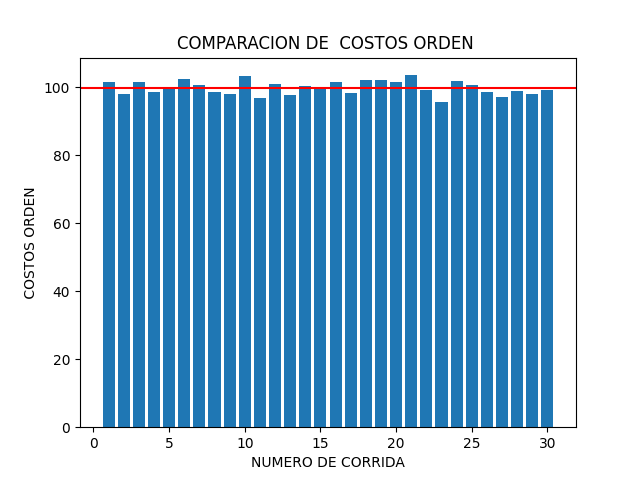 COMPARACION DE  COSTOS ORDEN
COSTOS ORDEN
100
80
60
40
20
0
0 5 10 15 20 25 30
NUMERO DE CORRIDA